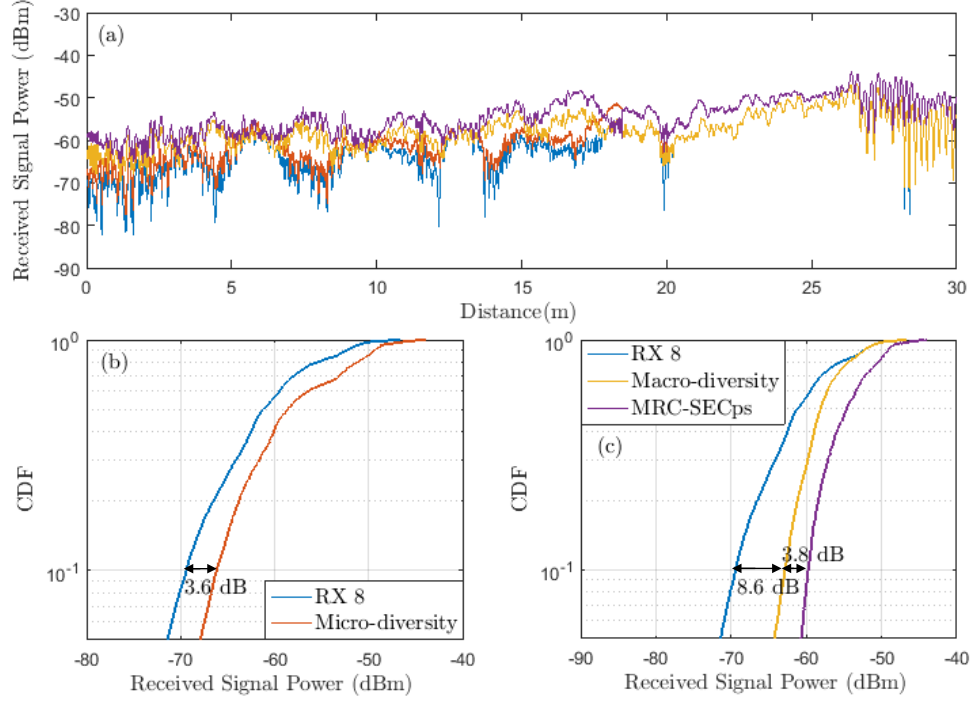 (a)
Received Signal Power (dBm)
-30
-40
-50
-60
-70
-80
-90
0 5 10 15 20 25 30
Distance(m)
(b)
CDF
10^0
10^-1
3.6 dB
RX 8
Micro-diversity
-80 -70 -60 -50 -40
Received Signal Power (dBm)
RX 8
Macro-diversity
MRC-SECps
(c)
CDF
10^0
10^-1
3.8 dB
8.6 dB
-90 -80 -70 -60 -50 -40
Received Signal Power (dBm)